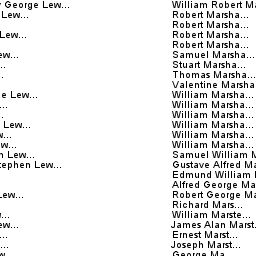 George Lew... William Robert Ma
Lew... Robert Marsha...
... Robert Marsha...
Lew... Robert Marsha...
... Robert Marsha...
ew... Samuel Marsha...
... Stuart Marsha...
... Thomas Marsha...
Valentine Marsha
e Lew... William Marsha...
... William Marsha...
... William Marsha...
Lew... William Marsha...
w... William Marsha...
ew... William Marsha...
n Lew... Samuel William M
tephen Lew... Gustave Alfred Ma
Edmund William
Alfred George Ma
Lew... Robert George Ma
Richard Mars...
... William Marste...
ew... James Alan Marst
... Ernest Marst...
... Joseph Marst...
George Ma